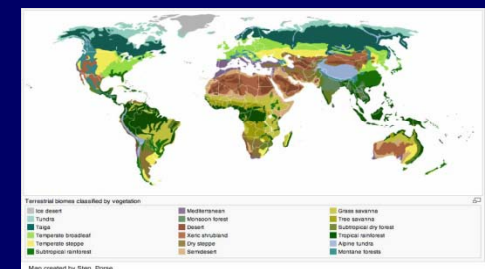 Terrestrial biomes classified by vegetation
Ice desert
Tundra
Taiga
Temperate broadleaf
Temperate steppe
Subtropical rainforest
Mediterranean
Monsoon forest
Desert
Xeric shrubland
Dry steppe
Semidesert
Grass savanna
Tree savanna
Subtropical dry forest
Tropical rainforest
Alpine tundra
Montane forests
Map created by Sten Porse